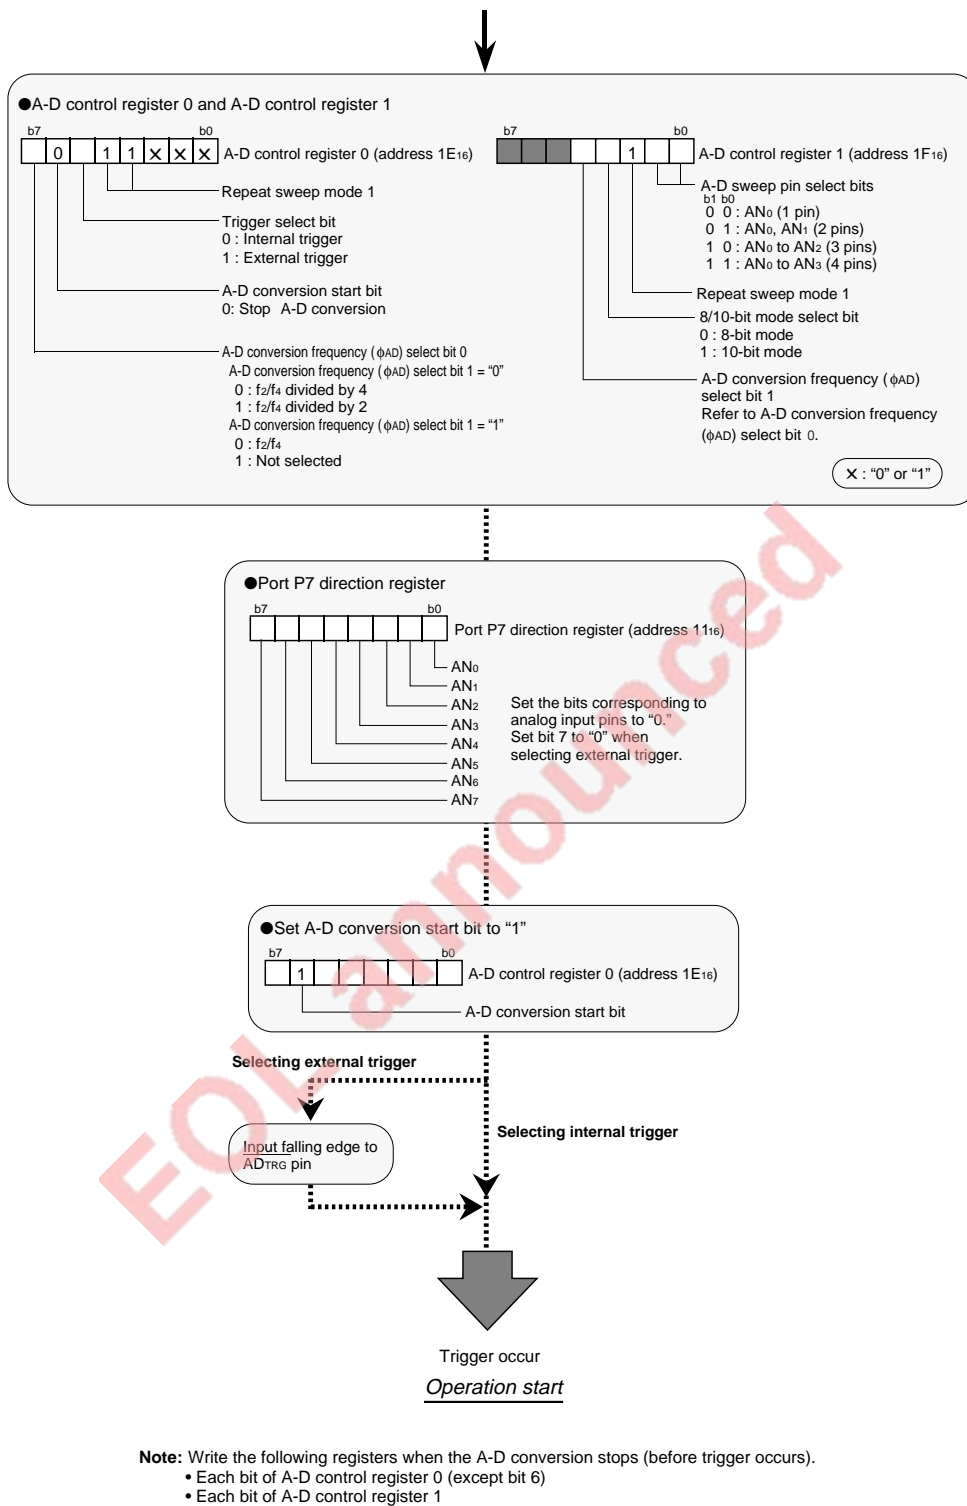 ●A-D control register 0 and A-D control register 1
b7 b0
0 1 1 × × × A-D control register 0 (address 1E16)
Repeat sweep mode 1
Trigger select bit
0 : Internal trigger
1 : External trigger
A-D conversion start bit
0: Stop A-D conversion
A-D conversion frequency (φAD) select bit 0
A-D conversion frequency (φAD) select bit 1 = “0”
0 : f2/f4 divided by 4
1 : f2/f4 divided by 2
A-D conversion frequency (φAD) select bit 1 = “1”
0 : f2/f4
1 : Not selected
b7 b0
1 A-D control register 1 (address 1F16)
A-D sweep pin select bits
b1 b0
0 0 : AN0 (1 pin)
0 1 : AN0, AN1 (2 pins)
1 0 : AN0 to AN2 (3 pins)
1 1 : AN0 to AN3 (4 pins)
Repeat sweep mode 1
8/10-bit mode select bit
0 : 8-bit mode
1 : 10-bit mode
A-D conversion frequency (φAD)
select bit 1
Refer to A-D conversion frequency
(φAD) select bit 0.
× : “0” or “1”
●Port P7 direction register
b7 b0
Port P7 direction register (address 1116)
AN0
AN1
AN2
AN3
AN4
AN5
AN6
AN7
Set the bits corresponding to
analog input pins to “0.”
Set bit 7 to “0” when
selecting external trigger.
●Set A-D conversion start bit to “1”
b7 b0
1 A-D control register 0 (address 1E16)
A-D conversion start bit
Selecting external trigger
Selecting internal trigger
Input falling edge to
ADTRG pin
Trigger occur
Operation start
Note: Write the following registers when the A-D conversion stops (before trigger occurs).
• Each bit of A-D control register 0 (except bit 6)
• Each bit of A-D control register 1
EOL announced